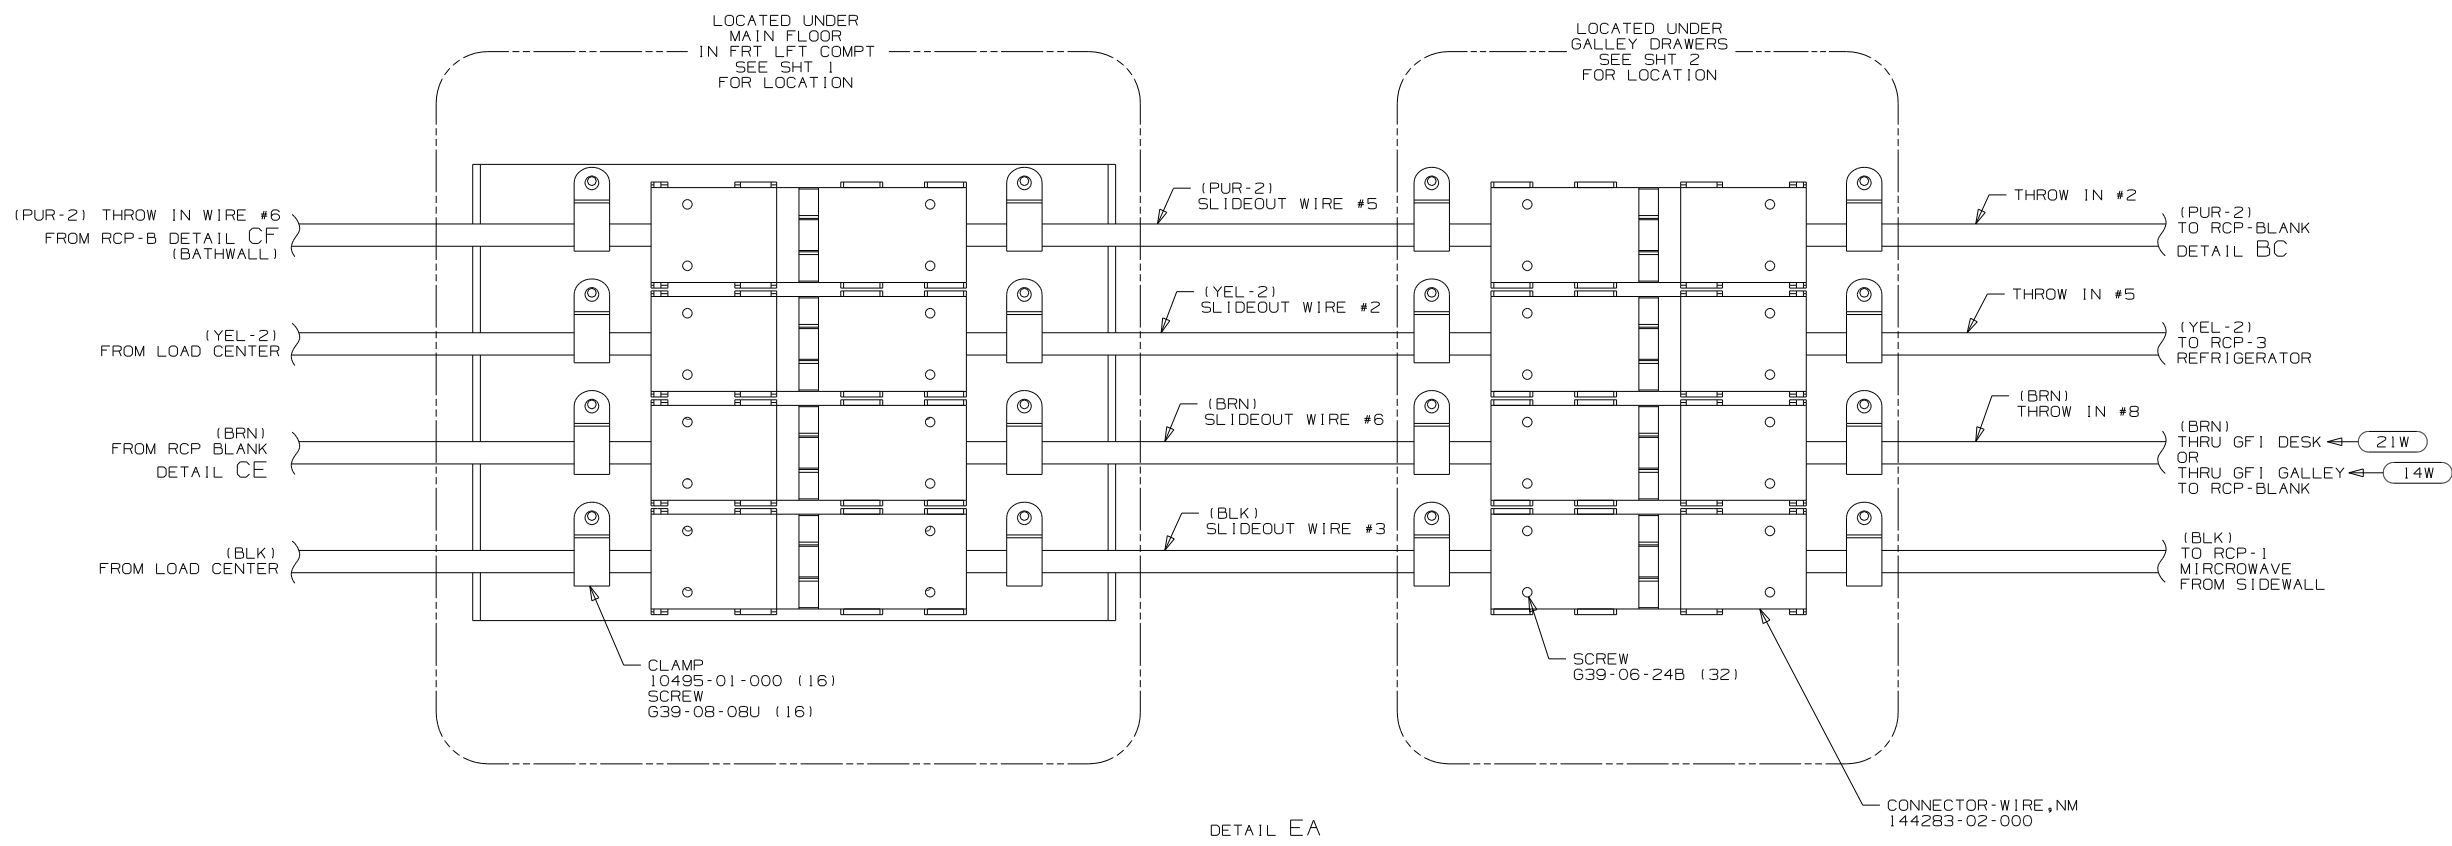 LOCATED UNDER
MAIN FLOOR
IN FRT LFT COMPT
SEE SHT 1
FOR LOCATION
LOCATED UNDER
GALLEY DRAWERS
SEE SHT 2
FOR LOCATION
(PUR-2) THROW IN WIRE #6
FROM RCP-B DETAIL CF
(BATHWALL)
(PUR-2)
SLIDEOUT WIRE #5
THROW IN #2
(PUR-2)
TO RCP-BLANK
DETAIL BC
(YEL-2)
FROM LOAD CENTER
(YEL-2)
SLIDEOUT WIRE #2
THROW IN #5
(YEL-2)
TO RCP-3
REFRIGERATOR
(BRN)
FROM RCP BLANK
DETAIL CE
(BRN)
SLIDEOUT WIRE #6
(BRN)
THROW IN #8
(BRN)
THRU GFI DESK
21W
OR
THRU GFI GALLEY
14W
TO RCP-BLANK
(BLK)
FROM LOAD CENTER
(BLK)
SLIDEOUT WIRE #3
(BLK)
TO RCP-1
MIRCROWAVE
FROM SIDEWALL
CLAMP
10495-01-000 (16)
SCREW
G39-08-08U (16)
SCREW
G39-06-24B (32)
CONNECTOR-WIRE,NM
144283-02-000
DETAIL EA